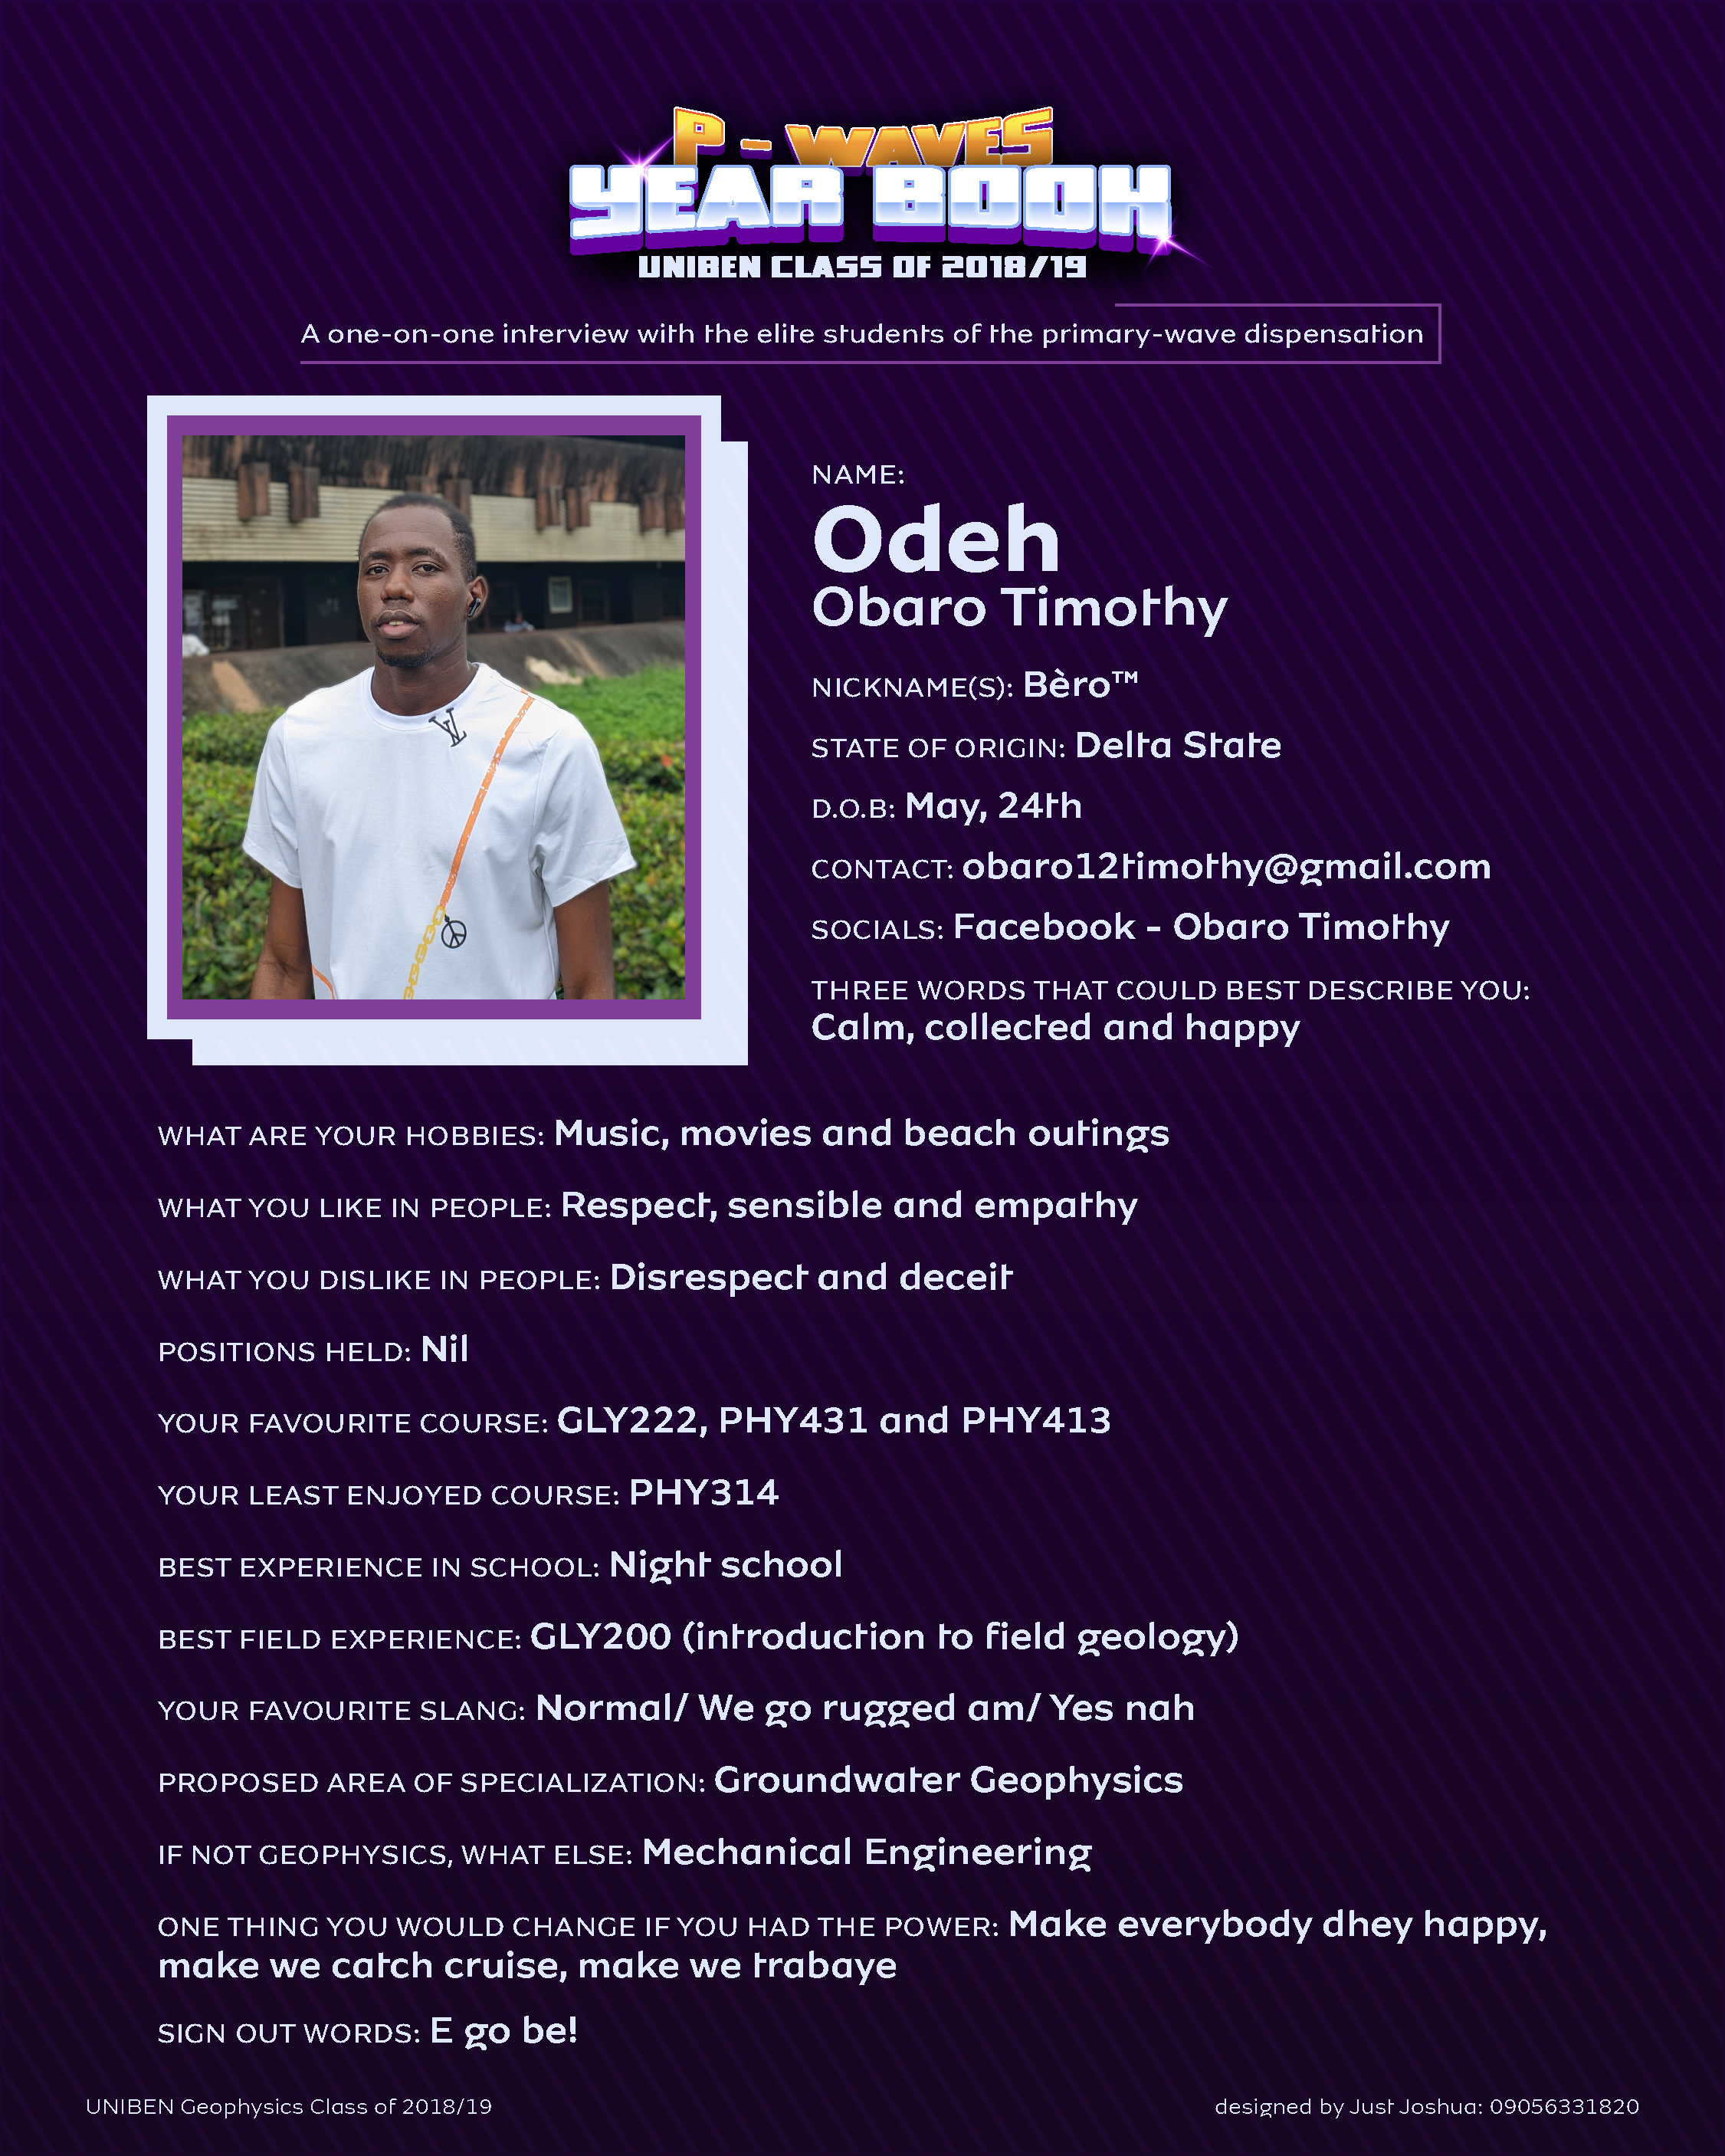 P - WAVES
YEAR BOOK
UNIBEN CLASS OF 2018/19
A one-on-one interview with the elite students of the primary-wave dispensation
NAME:
Odeh
Obaro Timothy
NICKNAME(S): Bèro™
STATE OF ORIGIN: Delta State
D.O.B: May, 24th
CONTACT: obaro12timothy@gmail.com
SOCIALS: Facebook - Obaro Timothy
THREE WORDS THAT COULD BEST DESCRIBE YOU:
Calm, collected and happy
WHAT ARE YOUR HOBBIES: Music, movies and beach outings
WHAT YOU LIKE IN PEOPLE: Respect, sensible and empathy
WHAT YOU DISLIKE IN PEOPLE: Disrespect and deceit
POSITIONS HELD: Nil
YOUR FAVOURITE COURSE: GLY222, PHY431 and PHY413
YOUR LEAST ENJOYED COURSE: PHY314
BEST EXPERIENCE IN SCHOOL: Night school
BEST FIELD EXPERIENCE: GLY200 (introduction to field geology)
YOUR FAVOURITE SLANG: Normal/ We go rugged am/ Yes nah
PROPOSED AREA OF SPECIALIZATION: Groundwater Geophysics
IF NOT GEOPHYSICS, WHAT ELSE: Mechanical Engineering
ONE THING YOU WOULD CHANGE IF YOU HAD THE POWER: Make everybody dhey happy,
make we catch cruise, make we trabaye
SIGN OUT WORDS: E go be!
UNIBEN Geophysics Class of 2018/19
designed by Just Joshua: 09056331820